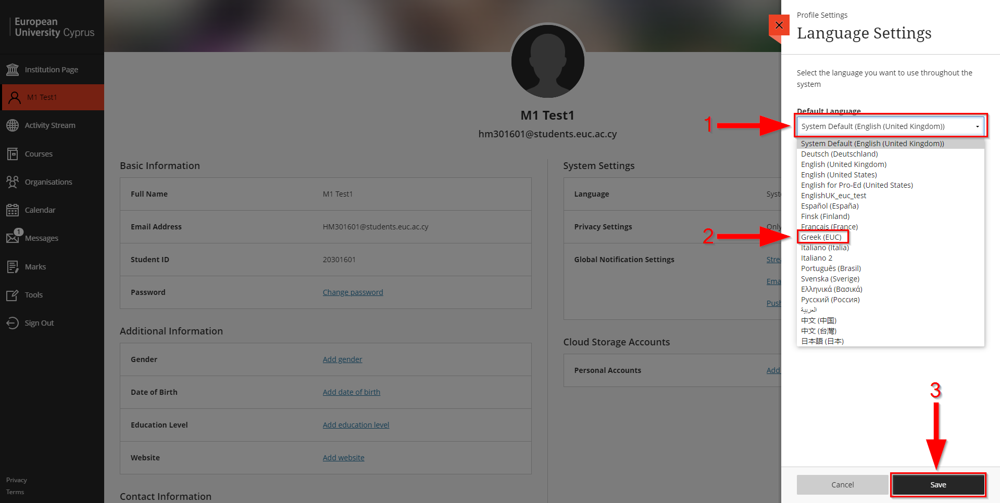 European
University Cyprus
Institution Page
M1 Test1
Activity Stream
Courses
Organisations
Calendar
1
Messages
Marks
Tools
Sign Out
Privacy
Terms
M1 Test1
hm301601@students.euc.ac.cy
Basic Information
Full Name M1 Test1
Email Address HM301601@students.euc.ac.cy
Student ID 20301601
Password Change password
Additional Information
Gender Add gender
Date of Birth Add date of birth
Education Level Add education level
Website Add website
Contact Information
System Settings
Language Syst
Privacy Settings Only
Global Notification Settings Strea
Ema
Push
Cloud Storage Accounts
Personal Accounts Add
Profile Settings
Language Settings
Select the language you want to use throughout the
system
Default Language
1
System Default (English (United Kingdom))
System Default (English (United Kingdom))
Deutsch (Deutschland)
English (United Kingdom)
English (United States)
English for Pro-Ed (United States)
EnglishUK_euc_test
Español (España)
Finsk (Finland)
Français (France)
2
Greek (EUC)
Italiano (Italia)
Italiano 2
Português (Brasil)
Svenska (Sverige)
Ελληνικά (Βασικά)
Русский (Россия)
العربية
中文 (中国)
中文 (台灣)
日本語 (日本)
3
Cancel
Save